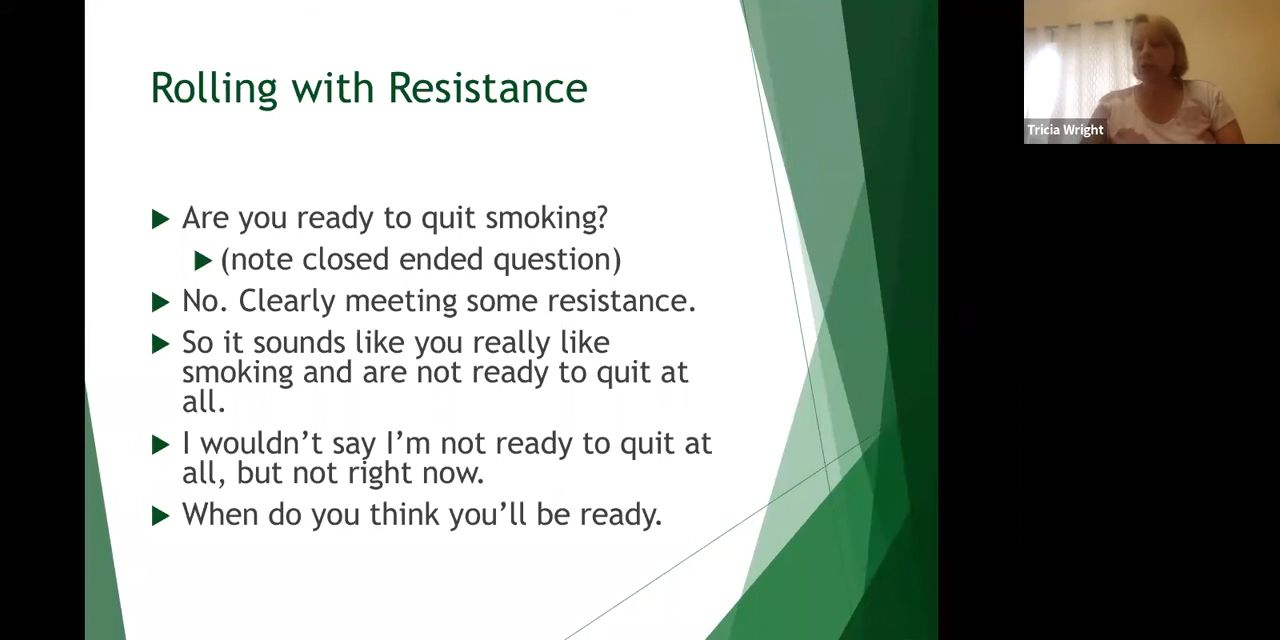 Rolling with Resistance
Tricia Wright
Are you ready to quit smoking?
(note closed ended question)
No. Clearly meeting some resistance.
So it sounds like you really like
smoking and are not ready to quit at
all.
I wouldn't say I'm not ready to quit at
all, but not right now.
When do you think you'll be ready.